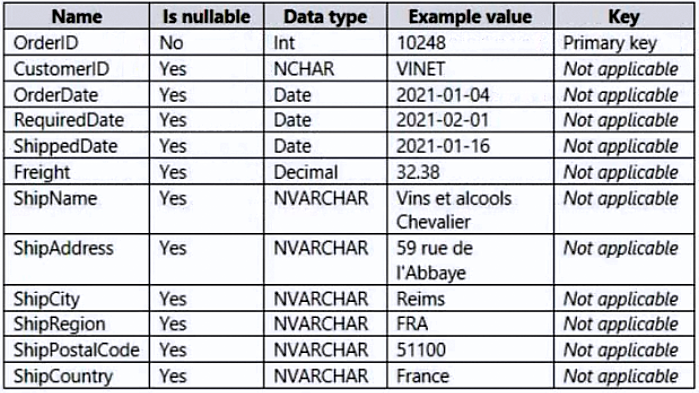 Name Is nullable Data type Example value Key
OrderID No Int 10248 Primary key
CustomerID Yes NCHAR VINET Not applicable
OrderDate Yes Date 2021-01-04 Not applicable
RequiredDate Yes Date 2021-02-01 Not applicable
ShippedDate Yes Date 2021-01-16 Not applicable
Freight Yes Decimal 32.38 Not applicable
ShipName Yes NVARCHAR Vins et alcools Not applicable
Chevalier
ShipAddress Yes NVARCHAR 59 rue de Not applicable
l'Abbaye
ShipCity Yes NVARCHAR Reims Not applicable
ShipRegion Yes NVARCHAR FRA Not applicable
ShipPostalCode Yes NVARCHAR 51100 Not applicable
ShipCountry Yes NVARCHAR France Not applicable